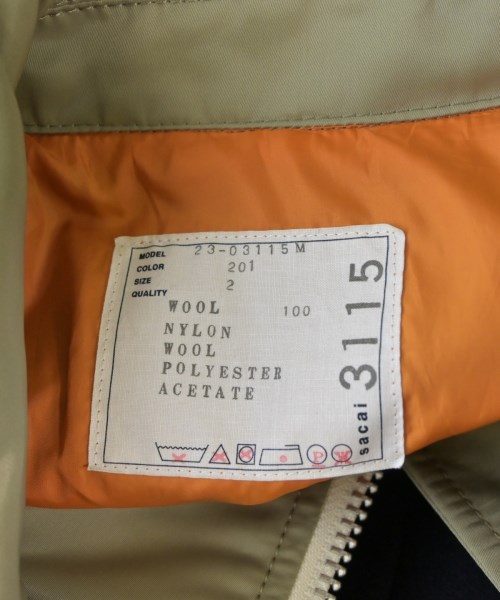 MODEL 23-03115M
COLOR 201
SIZE 2
QUALITY
WOOL 100
NYLON
WOOL
POLYESTER
ACETATE
P W
sacai 3115